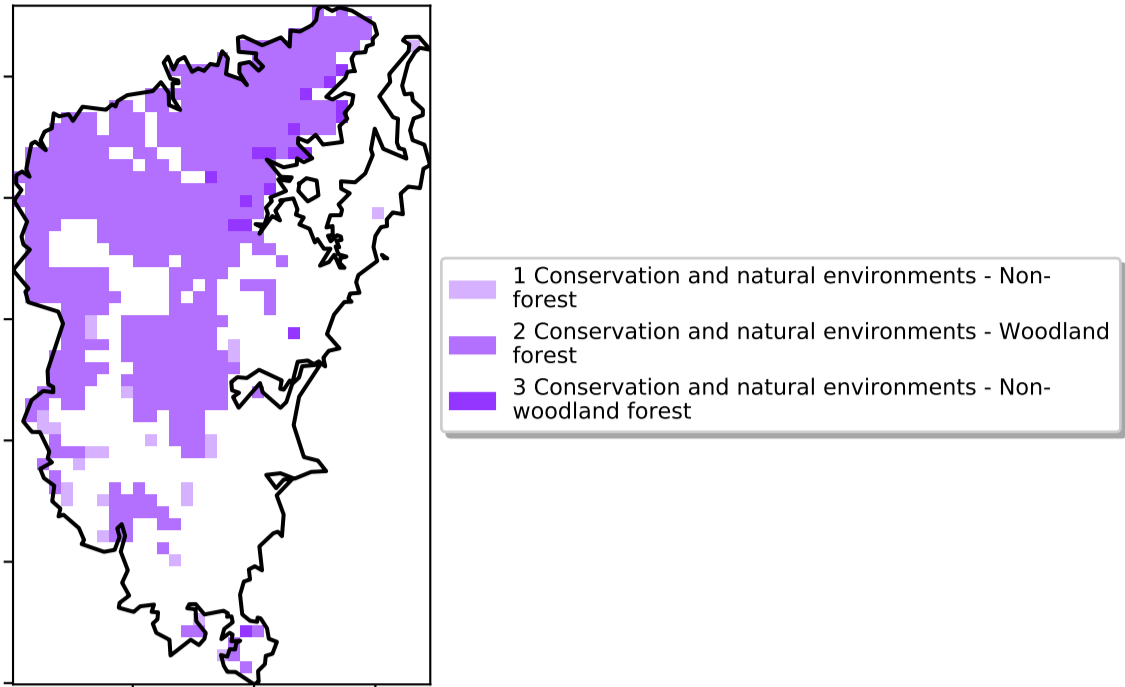 1 Conservation and natural environments - Non-
forest
2 Conservation and natural environments - Woodland
forest
3 Conservation and natural environments - Non-
woodland forest